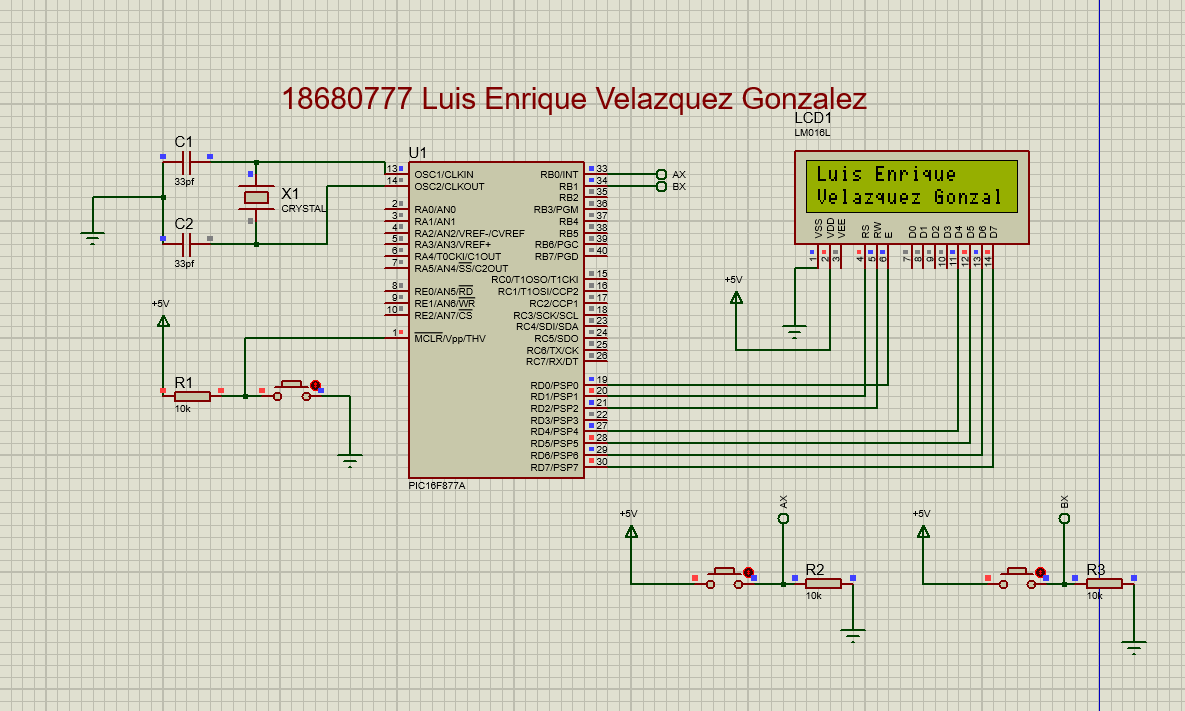 18680777 Luis Enrique Velazquez Gonzalez
LCD1
LM016L
C1
33pf
X1
CRYSTAL
C2
33pf
U1
13 OSC1/CLKIN
14 OSC2/CLKOUT
2 RA0/AN0
3 RA1/AN1
4 RA2/AN2/VREF-/CVREF
5 RA3/AN3/VREF+
6 RA4/T0CKI/C1OUT
7 RA5/AN4/SS/C2OUT
8 RE0/AN5/RD
9 RE1/AN6/WR
10 RE2/AN7/CS
1 MCLR/Vpp/THV
RB0/INT 33
RB1 34
RB2 35
RB3/PGM 36
RB4 37
RB5 38
RB6/PGC 39
RB7/PGD 40
RC0/T1OSO/T1CKI 15
RC1/T1OSI/CCP2 16
RC2/CCP1 17
RC3/SCK/SCL 18
RC4/SDI/SDA 23
RC5/SDO 24
RC6/TX/CK 25
RC7/RX/DT 26
RD0/PSP0 19
RD1/PSP1 20
RD2/PSP2 21
RD3/PSP3 22
RD4/PSP4 27
RD5/PSP5 28
RD6/PSP6 29
RD7/PSP7 30
PIC16F877A
AX
BX
Luis Enrique
Velazquez Gonzal
VSS VDD VEE RS RW E D0 D1 D2 D3 D4 D5 D6 D7
1 2 3 4 5 6 7 8 9 10 11 12 13 14
+5V
+5V
R1
10k
+5V
AX
R2
10k
+5V
BX
R3
10k